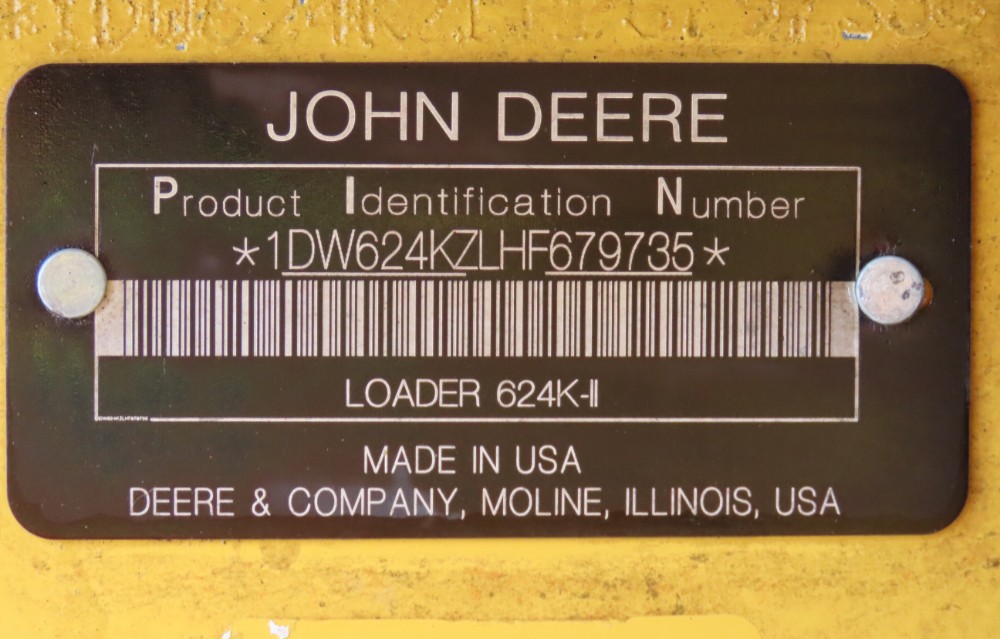 JOHN DEERE
Product Identification Number
*1DW624KZLHF679735*
LOADER 624K-II
MADE IN USA
DEERE & COMPANY, MOLINE, ILLINOIS, USA